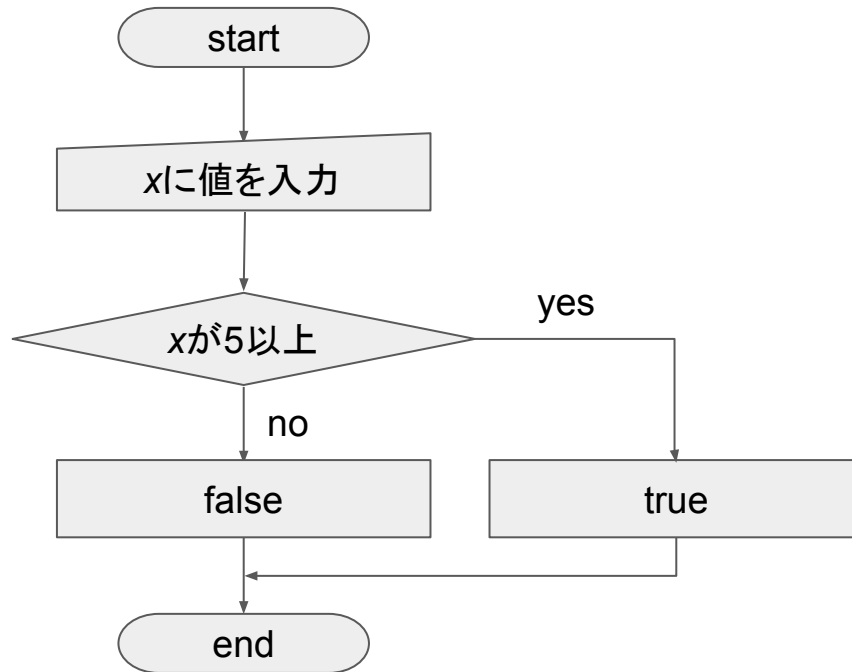 start
xに値を入力
xが5以上
yes
no
false
true
end